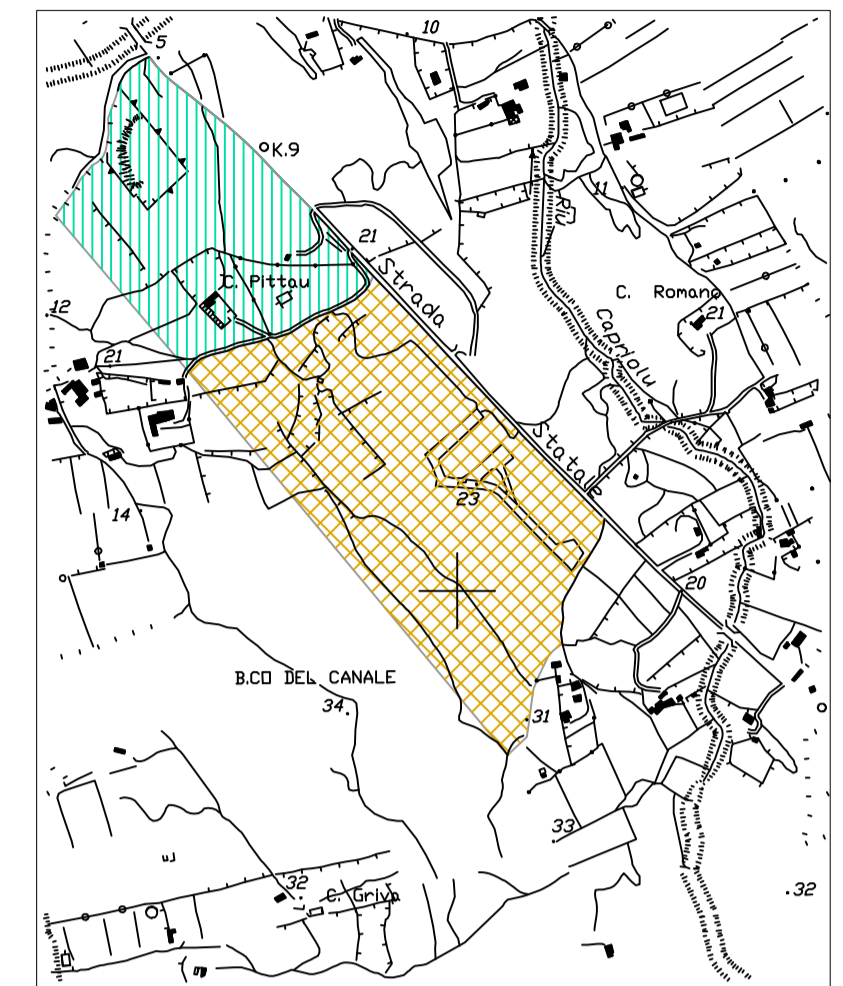 10
5
K.9
11
Riu
21
Strada
C. Pittau
C. Romano
12
21
Capriolu
21
Statale
23
14
20
B.CO DEL CANALE
34
31
33
32
C. Griva
32